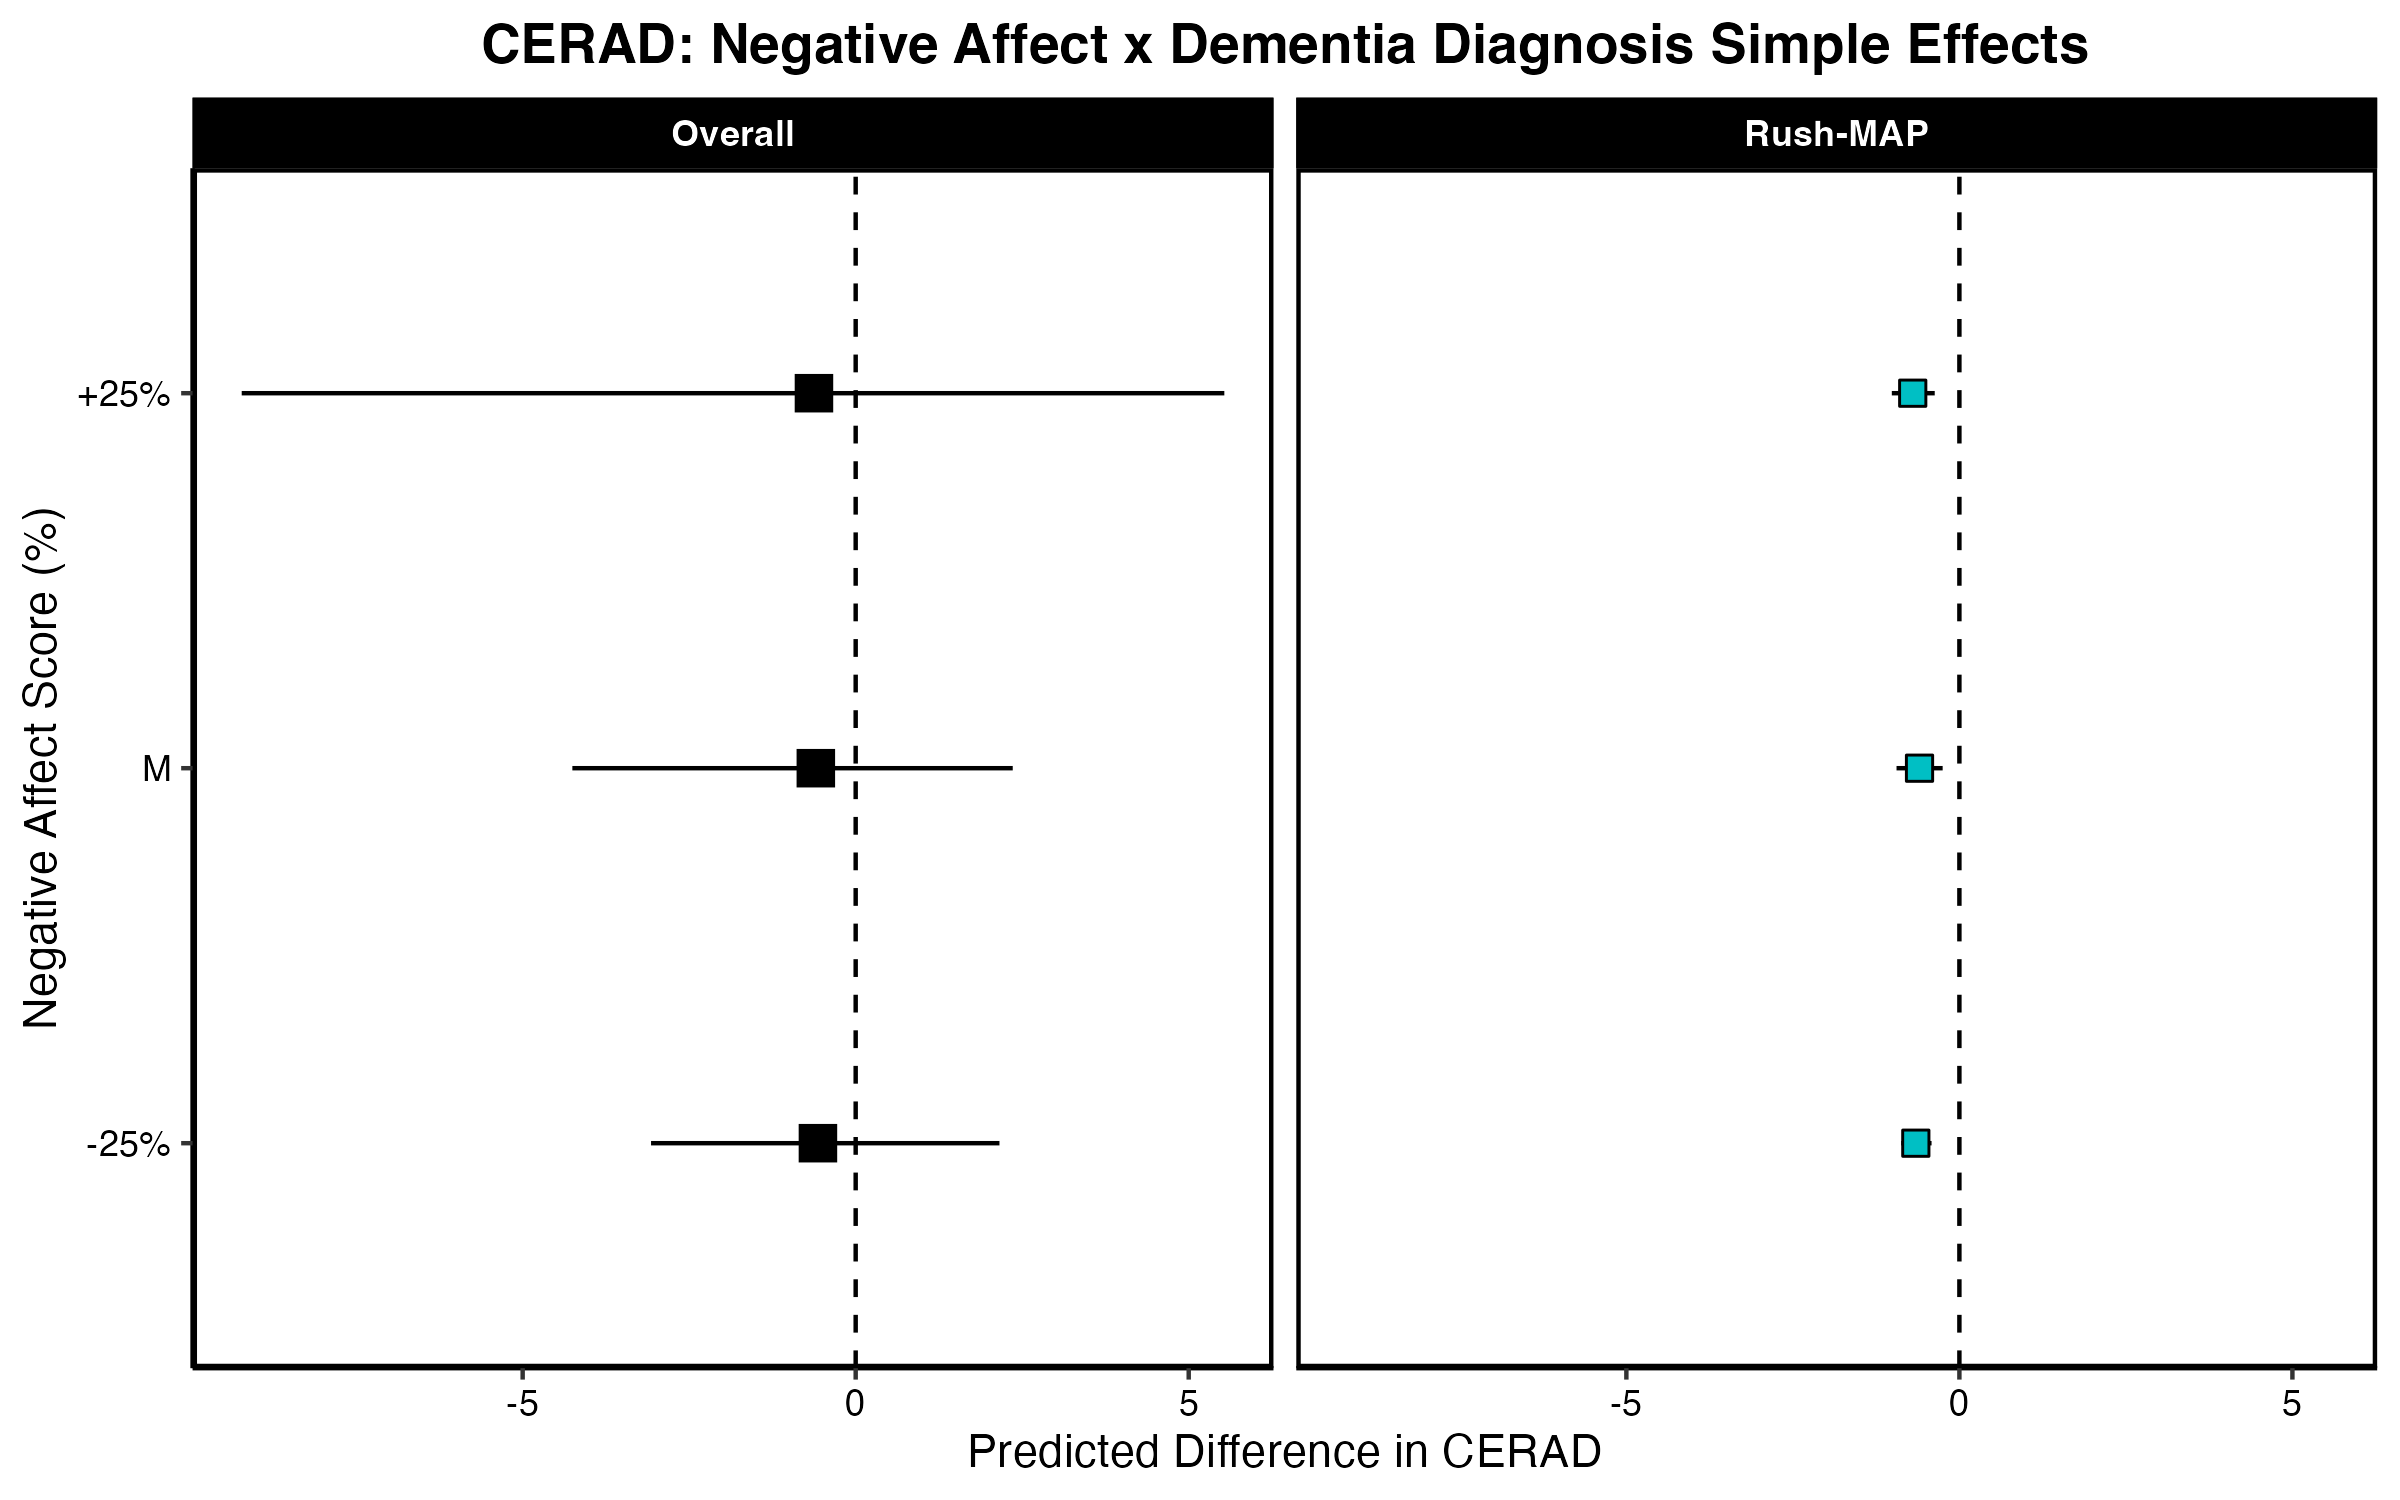 CERAD: Negative Affect x Dementia Diagnosis Simple Effects
Overall
Rush-MAP
Negative Affect Score (%)
+25%
M
-25%
-5
0
5
-5
0
5
Predicted Difference in CERAD